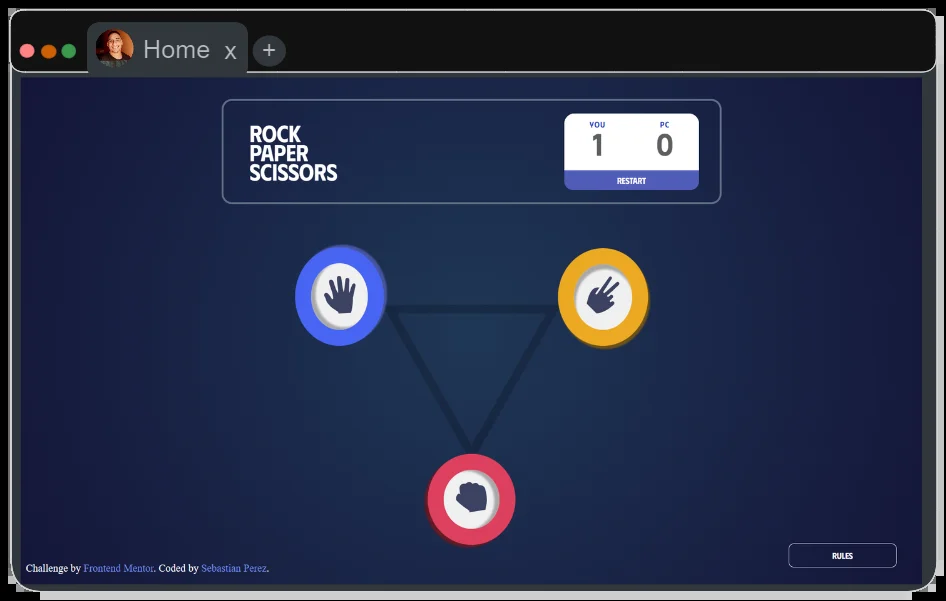 Home x +
ROCK
PAPER
SCISSORS
YOU PC
1 0
RESTART
RULES
Challenge by Frontend Mentor. Coded by Sebastian Perez.